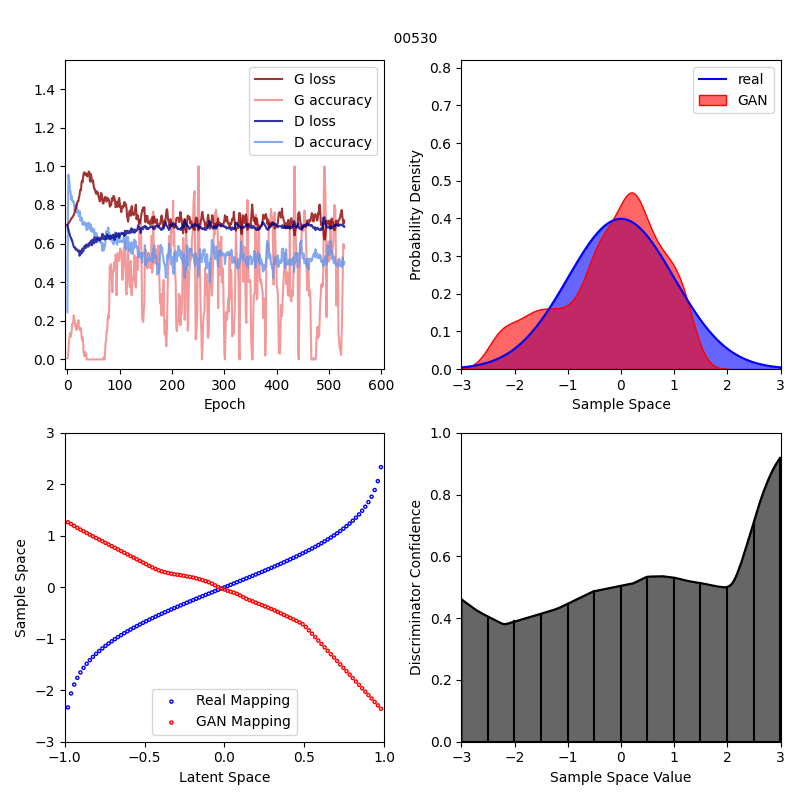 00530
G loss
G accuracy
D loss
D accuracy
1.4
1.2
1.0
0.8
0.6
0.4
0.2
0.0
0 100 200 300 400 500 600
Epoch
real
GAN
Probability Density
0.8
0.7
0.6
0.5
0.4
0.3
0.2
0.1
0.0
−3 −2 −1 0 1 2 3
Sample Space
Sample Space
3
2
1
0
−1
−2
−3
Real Mapping
GAN Mapping
−1.0 −0.5 0.0 0.5 1.0
Latent Space
Discriminator Confidence
1.0
0.8
0.6
0.4
0.2
0.0
−3 −2 −1 0 1 2 3
Sample Space Value